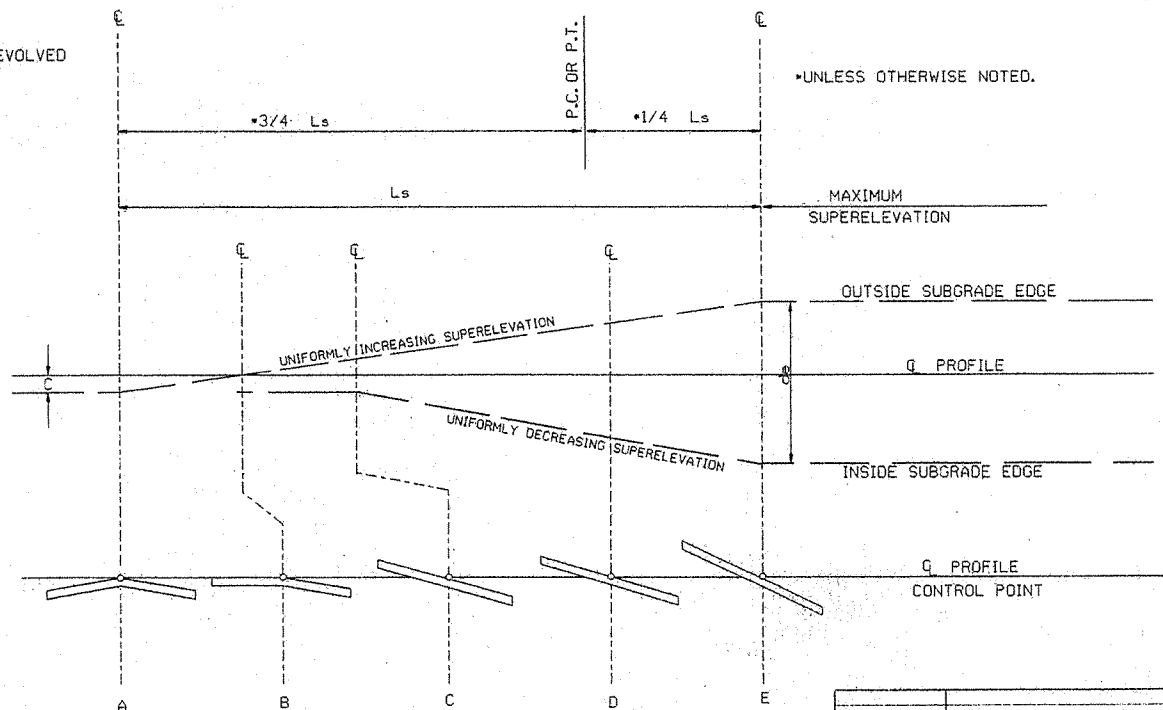 ℄ ℄
EVOLVED
P.C. OR P.T.
*UNLESS OTHERWISE NOTED.
*3/4 Ls
*1/4 Ls
Ls
MAXIMUM
SUPERELEVATION
℄ ℄ ℄
OUTSIDE SUBGRADE EDGE
UNIFORMLY INCREASING SUPERELEVATION
℄ PROFILE
C
UNIFORMLY DECREASING SUPERELEVATION
INSIDE SUBGRADE EDGE
℄ PROFILE
CONTROL POINT
A B C D E